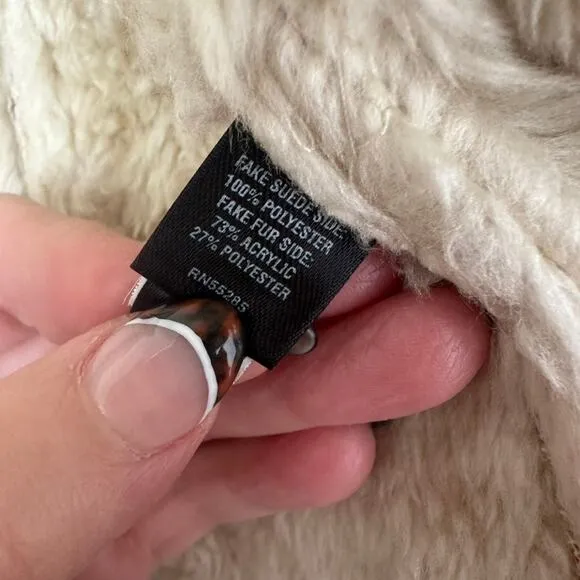 FAKE SUEDE SIDE:
100% POLYESTER
FAKE FUR SIDE:
73% ACRYLIC
27% POLYESTER
RN55285